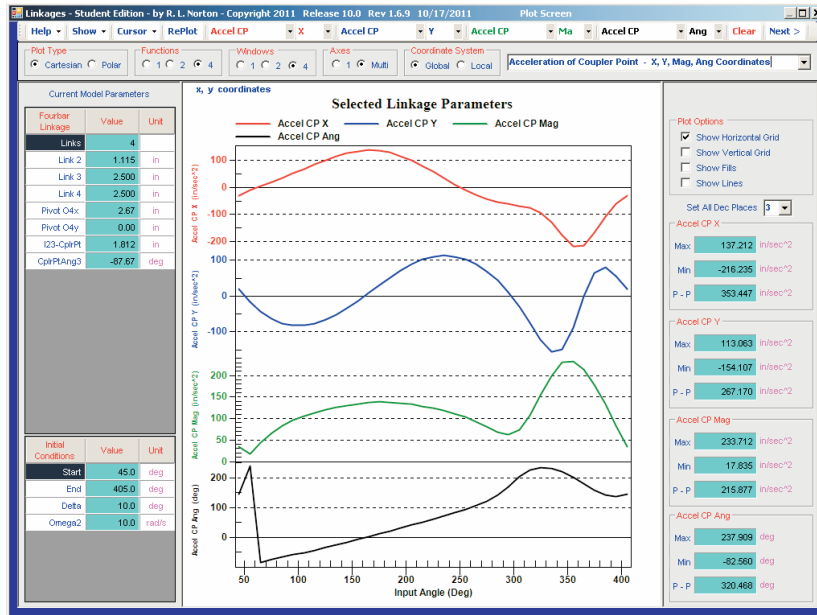 Linkages - Student Edition - by R. L. Norton - Copyright 2011 Release 10.0 Rev 1.6.9 10/17/2011 Plot Screen
Help Show Cursor RePlot Accel CP X Accel CP Y Accel CP Ma Accel CP Ang Clear Next >
Plot Type
Cartesian Polar
Functions
1 2 4
Windows
1 2 4
Axes
1 Multi
Coordinate System
Global Local
Acceleration of Coupler Point - X, Y, Mag, Ang Coordinates
Current Model Parameters
Fourbar Linkage Value Unit
Links 4
Link 2 1.115 in
Link 3 2.500 in
Link 4 2.500 in
Pivot O4x 2.67 in
Pivot O4y 0.00 in
l23-CplrPt 1.812 in
CplrPtAng3 -87.67 deg
Initial Conditions Value Unit
Start 45.0 deg
End 405.0 deg
Delta 10.0 deg
Omega2 10.0 rad/s
x, y coordinates
Selected Linkage Parameters
Accel CP X Accel CP Y Accel CP Mag
Accel CP Ang
Accel CP X (in/sec^2)
100
0
-100
-200
Accel CP Y (in/sec^2)
100
0
-100
Accel CP Mag (in/sec^2)
200
150
100
50
0
Accel CP Ang (deg)
200
0
50 100 150 200 250 300 350 400
Input Angle (Deg)
Plot Options
Show Horizontal Grid
Show Vertical Grid
Show Fills
Show Lines
Set All Dec Places 3
Accel CP X
Max 137.212 in/sec^2
Min -216.235 in/sec^2
P - P 353.447 in/sec^2
Accel CP Y
Max 113.063 in/sec^2
Min -154.107 in/sec^2
P - P 267.170 in/sec^2
Accel CP Mag
Max 233.712 in/sec^2
Min 17.835 in/sec^2
P - P 215.877 in/sec^2
Accel CP Ang
Max 237.909 deg
Min -82.560 deg
P - P 320.468 deg